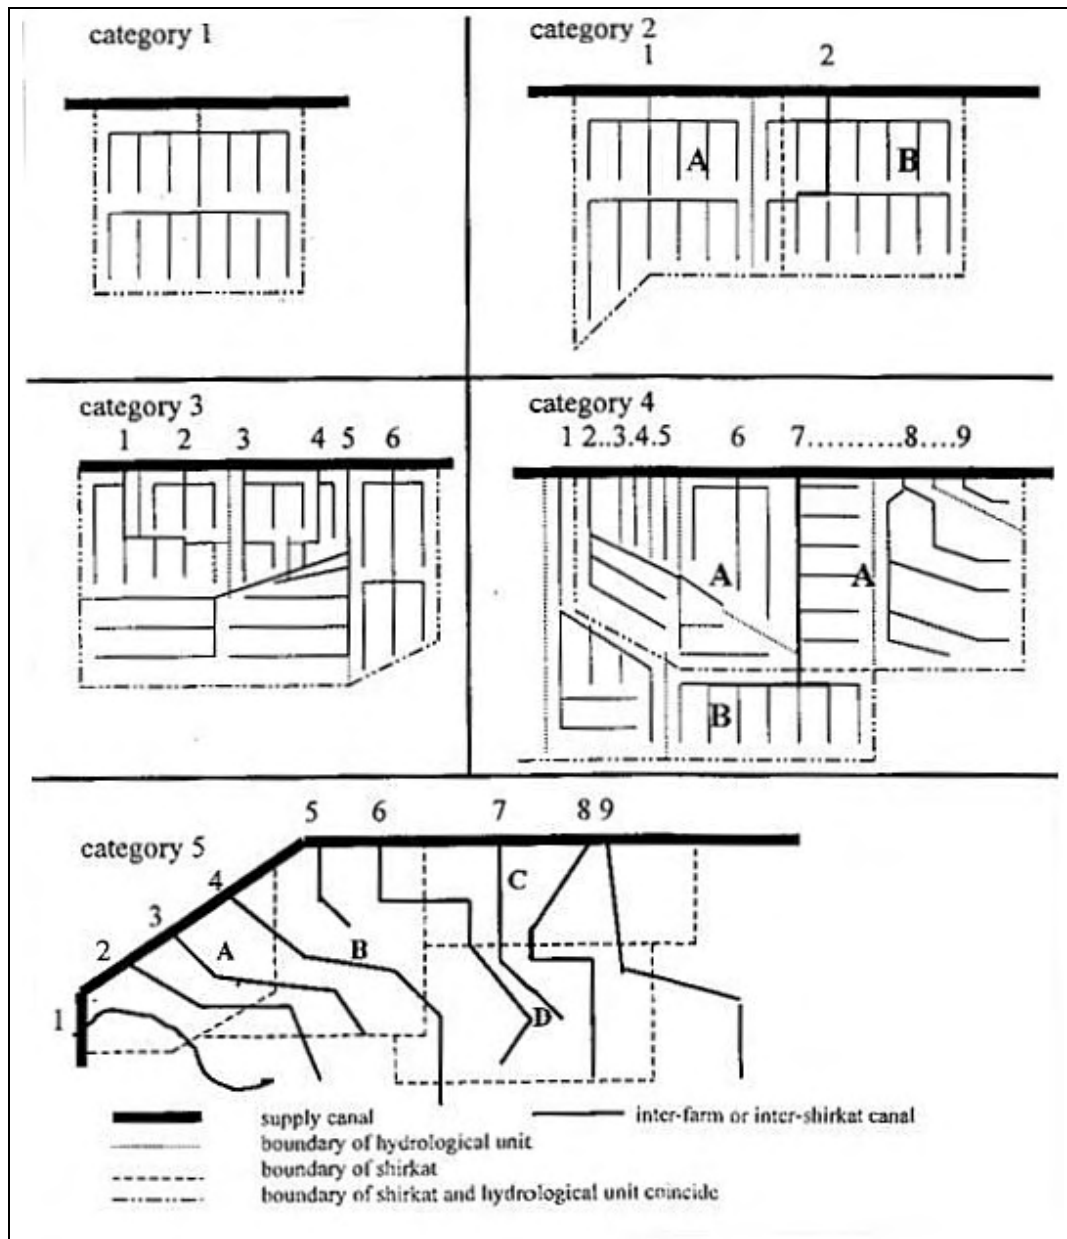 category 1
category 2
1 2
A B
category 3
1 2 3 4 5 6
category 4
1 2..3.4.5 6 7...........8....9
A A
B
category 5
5 6 7 8 9
4 C
3 A B
2
D
1
supply canal
inter-farm or inter-shirkat canal
boundary of hydrological unit
boundary of shirkat
boundary of shirkat and hydrological unit coincide